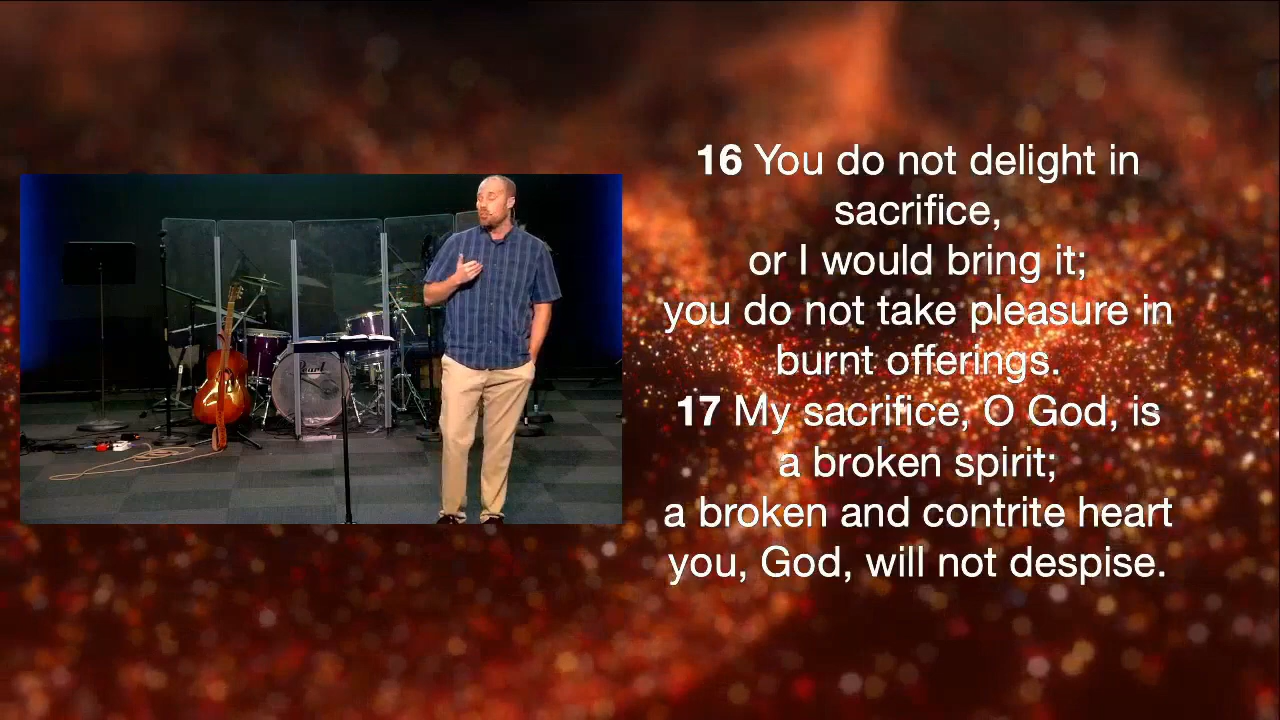 16 You do not delight in
sacrifice,
or I would bring it;
you do not take pleasure in
burnt offerings.
17 My sacrifice, O God, is
a broken spirit;
a broken and contrite heart
you, God, will not despise.
Pearl